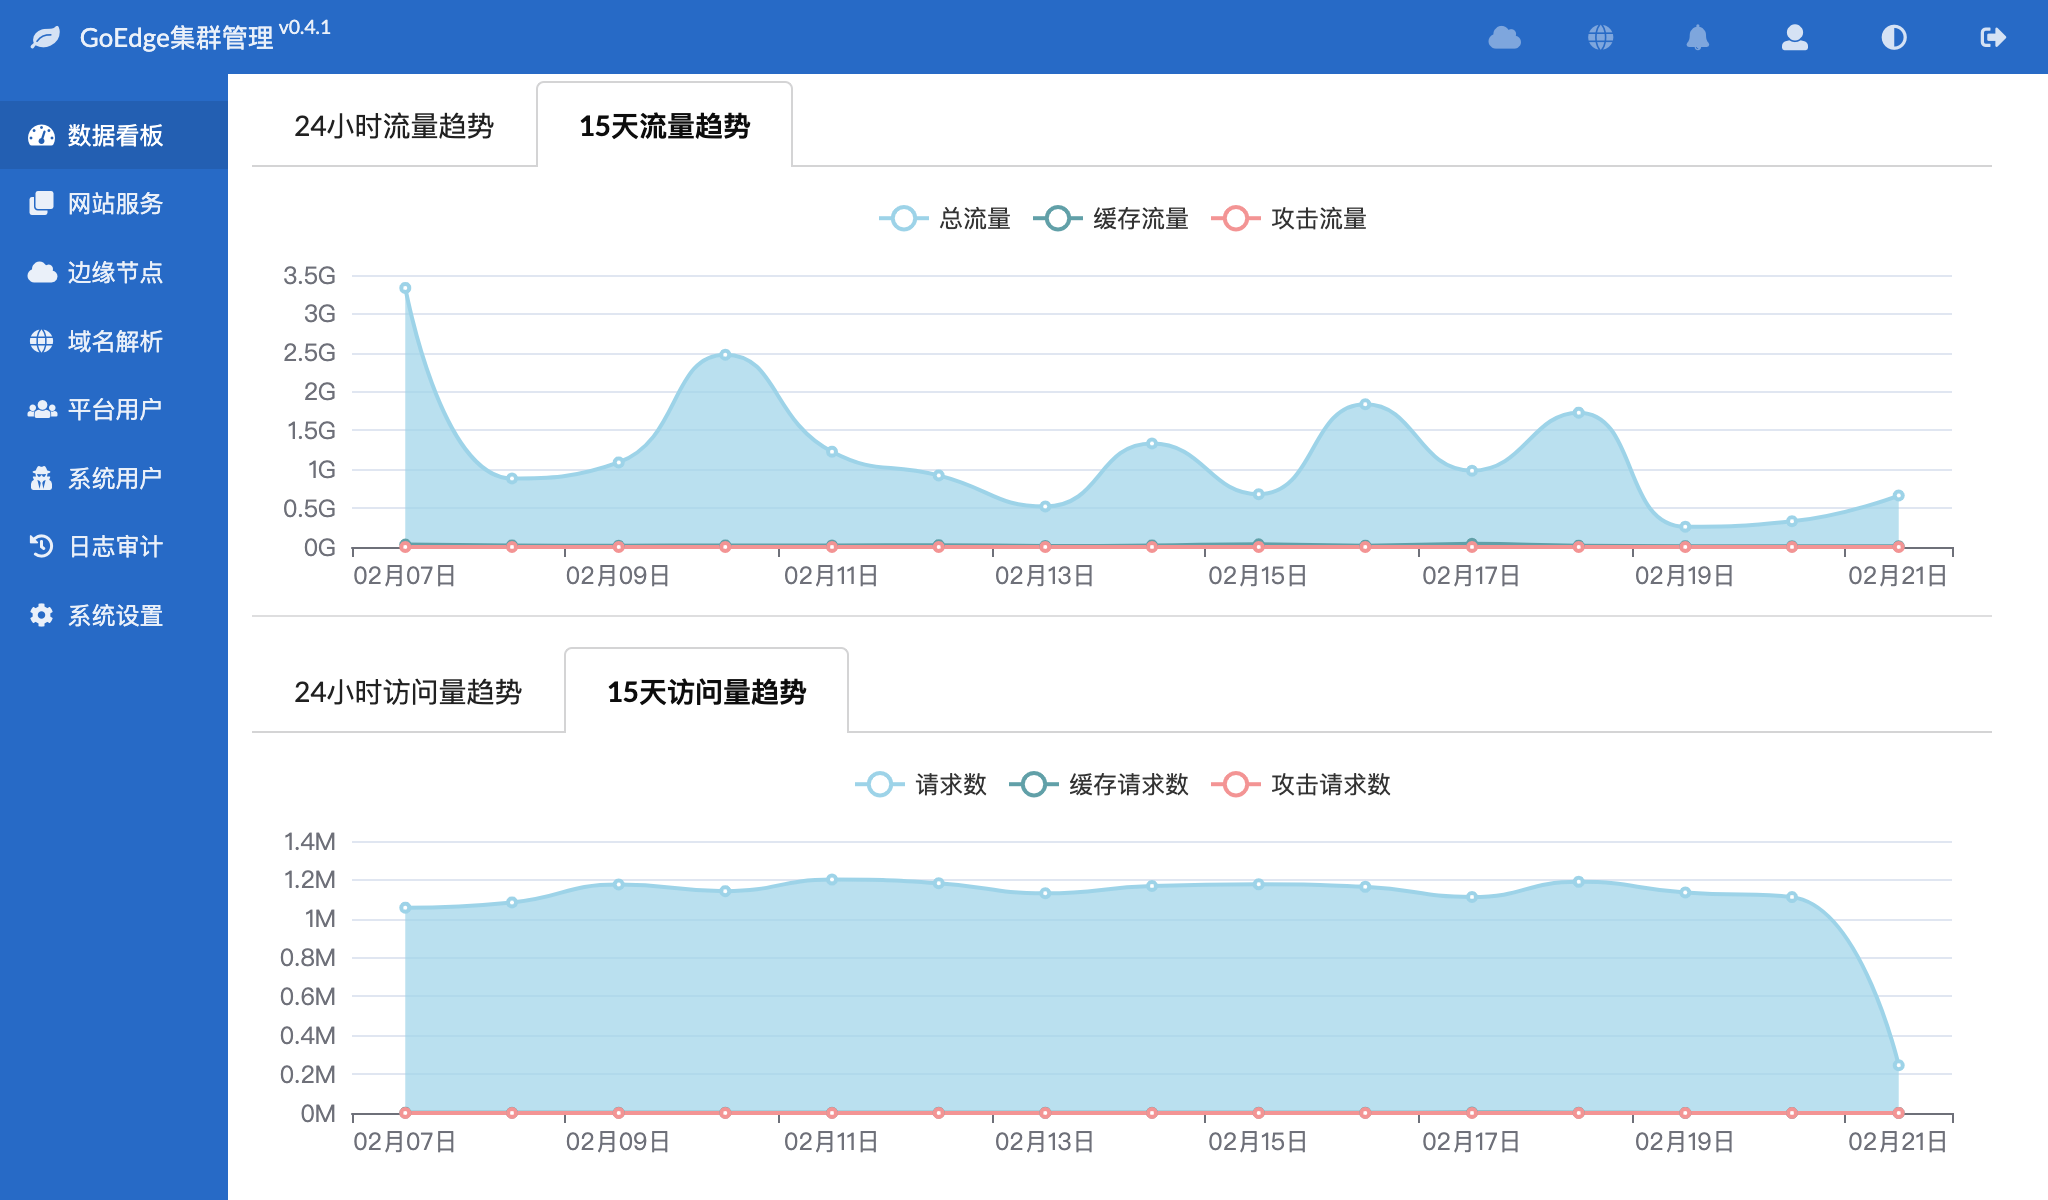 GoEdge集群管理 v0.4.1
数据看板
网站服务
边缘节点
域名解析
平台用户
系统用户
日志审计
系统设置
24小时流量趋势 15天流量趋势
总流量 缓存流量 攻击流量
3.5G
3G
2.5G
2G
1.5G
1G
0.5G
0G
02月07日 02月09日 02月11日 02月13日 02月15日 02月17日 02月19日 02月21日
24小时访问量趋势 15天访问量趋势
请求数 缓存请求数 攻击请求数
1.4M
1.2M
1M
0.8M
0.6M
0.4M
0.2M
0M
02月07日 02月09日 02月11日 02月13日 02月15日 02月17日 02月19日 02月21日